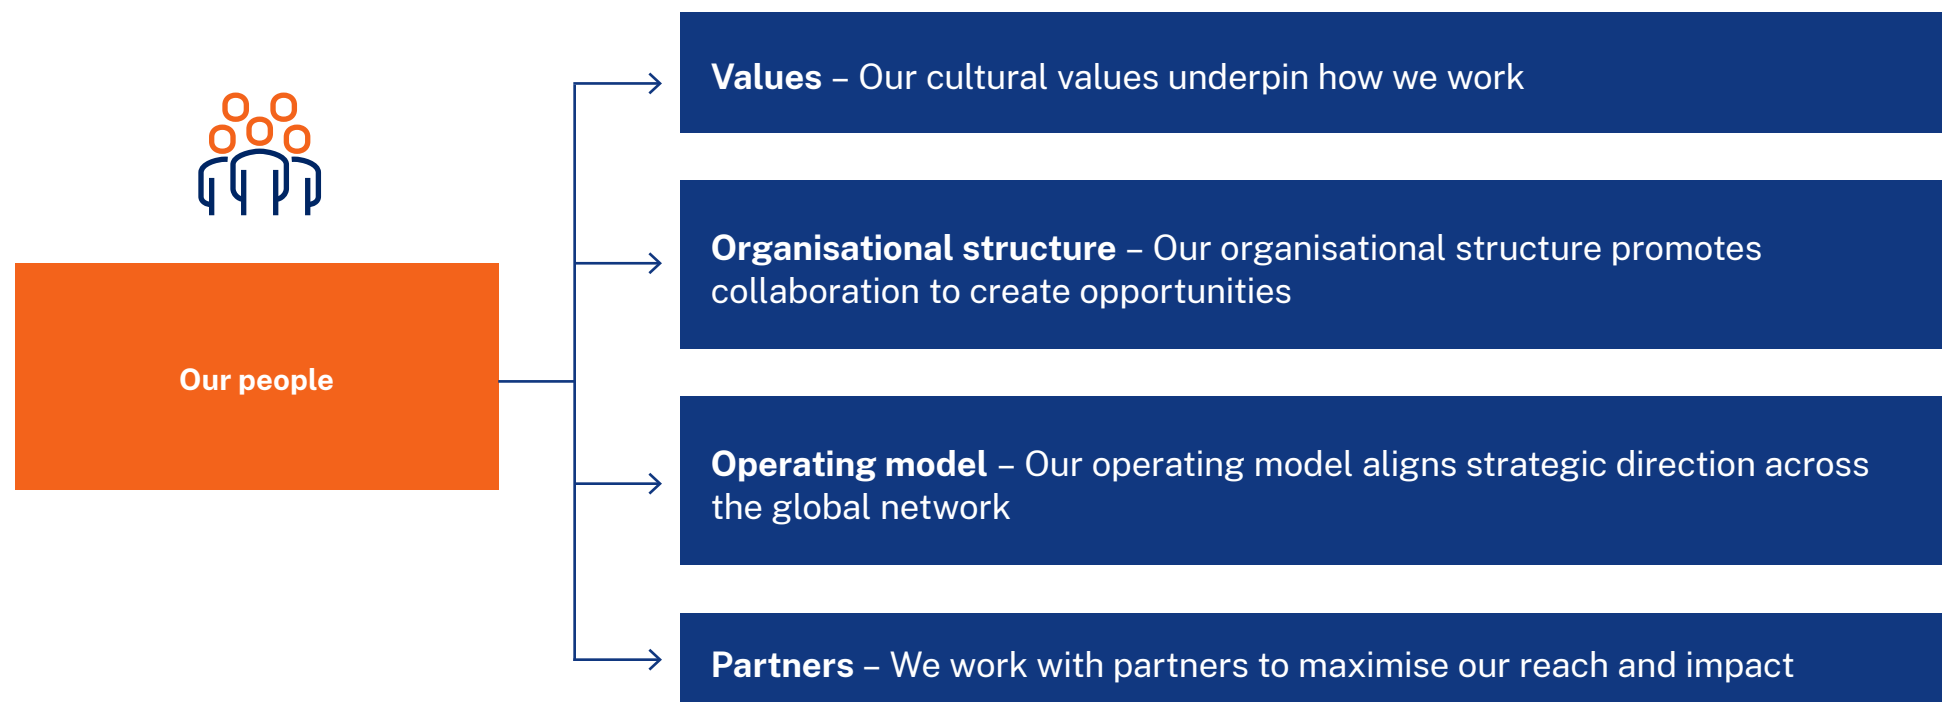 Values – Our cultural values underpin how we work
Organisational structure – Our organisational structure promotes
collaboration to create opportunities
Our people
Operating model – Our operating model aligns strategic direction across
the global network
Partners – We work with partners to maximise our reach and impact